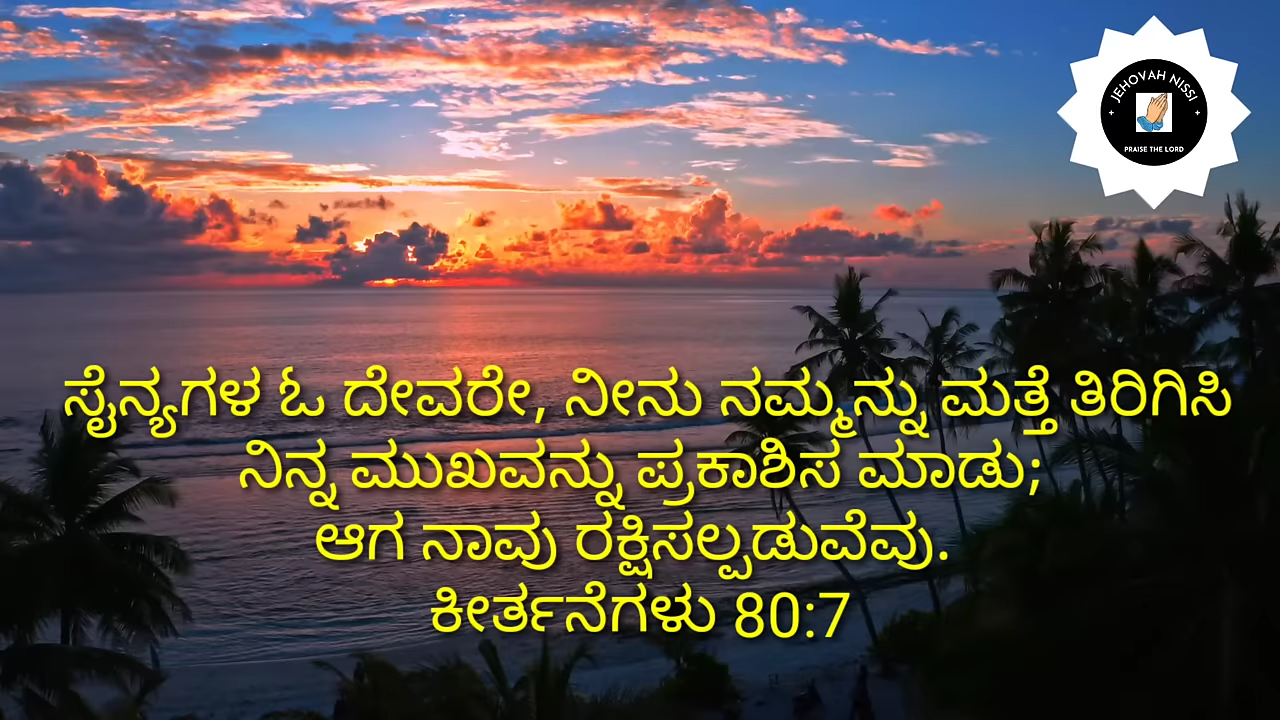 JEHOVAH NISSI
PRAISE THE LORD
ಸೈನ್ಯಗಳ ಓ ದೇವರೇ, ನೀನು ನಮ್ಮನ್ನು ಮತ್ತೆ ತಿರಿಗಿಸಿ
ನಿನ್ನ ಮುಖವನ್ನು ಪ್ರಕಾಶಿಸ ಮಾಡು;
ಆಗ ನಾವು ರಕ್ಷಿಸಲ್ಪಡುವೆವು.
ಕೀರ್ತನೆಗಳು 80:7